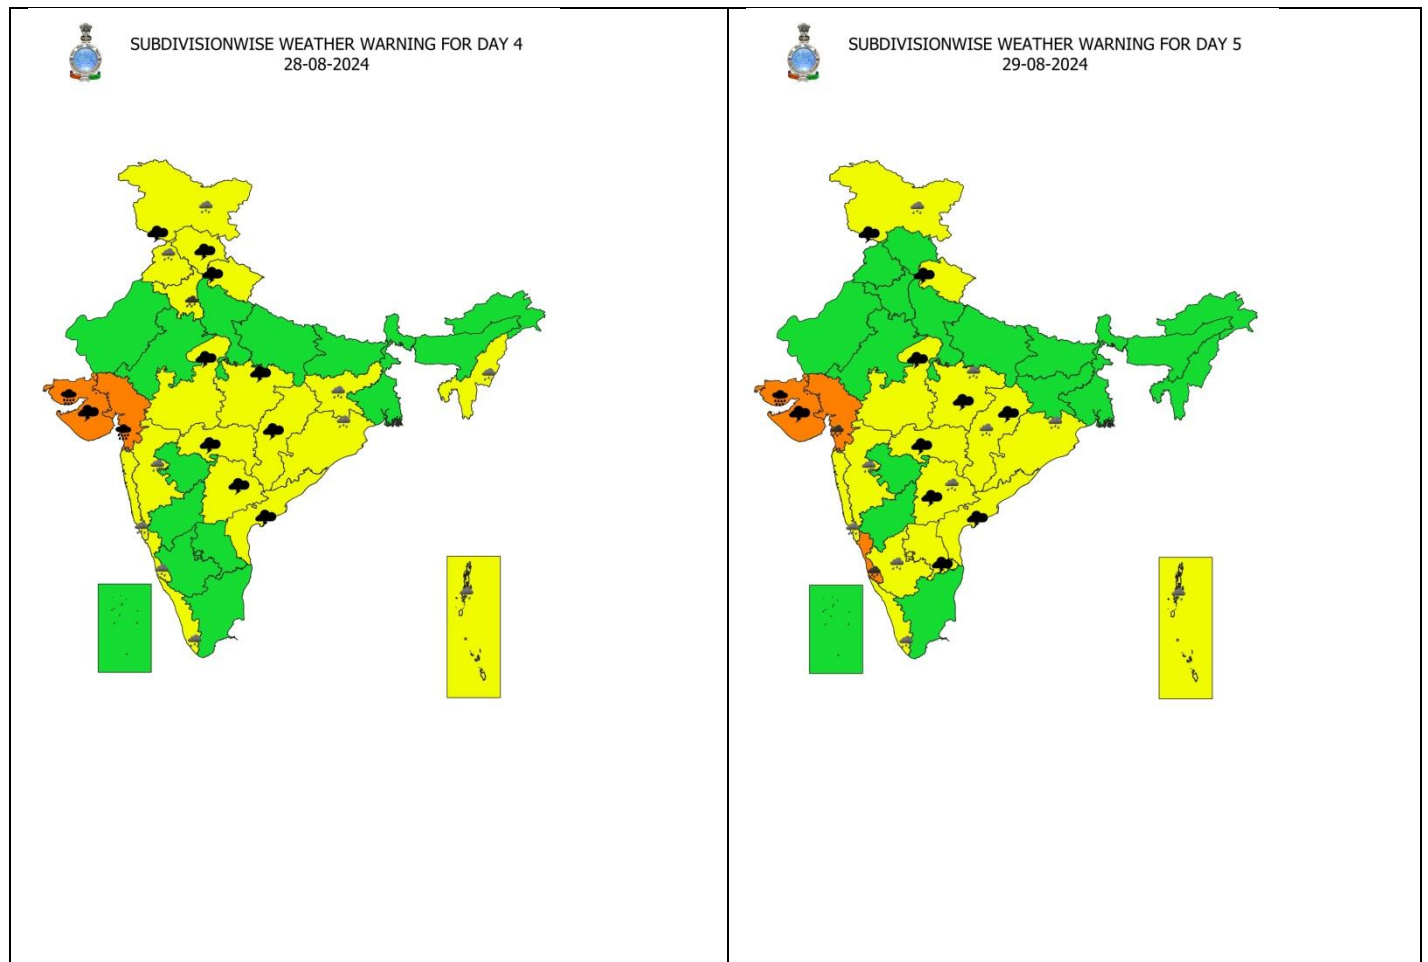 SUBDIVISIONWISE WEATHER WARNING FOR DAY 4
28-08-2024
SUBDIVISIONWISE WEATHER WARNING FOR DAY 5
29-08-2024